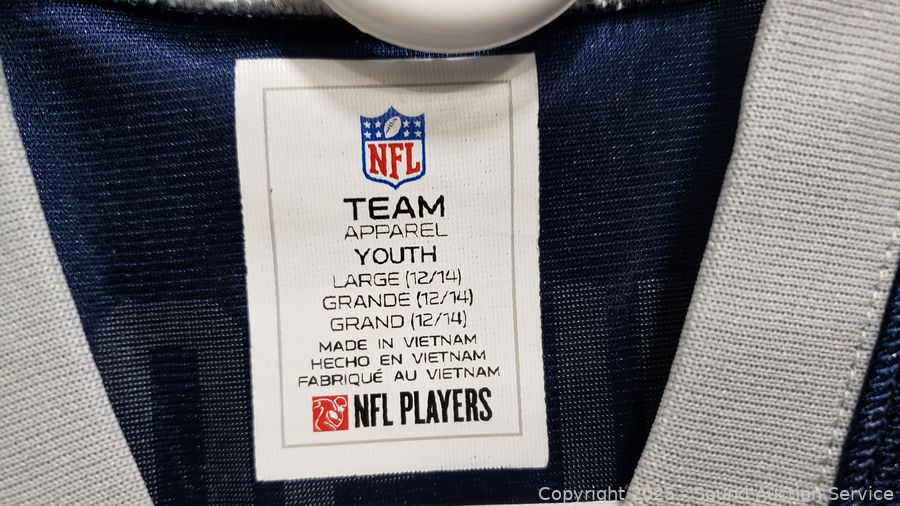 NFL
TEAM
APPAREL
YOUTH
LARGE (12/14)
GRANDE (12/14)
GRAND (12/14)
MADE IN VIETNAM
HECHO EN VIETNAM
FABRIQUÉ AU VIETNAM
NFL PLAYERS
Copyright 2025 - Sound Auction Service